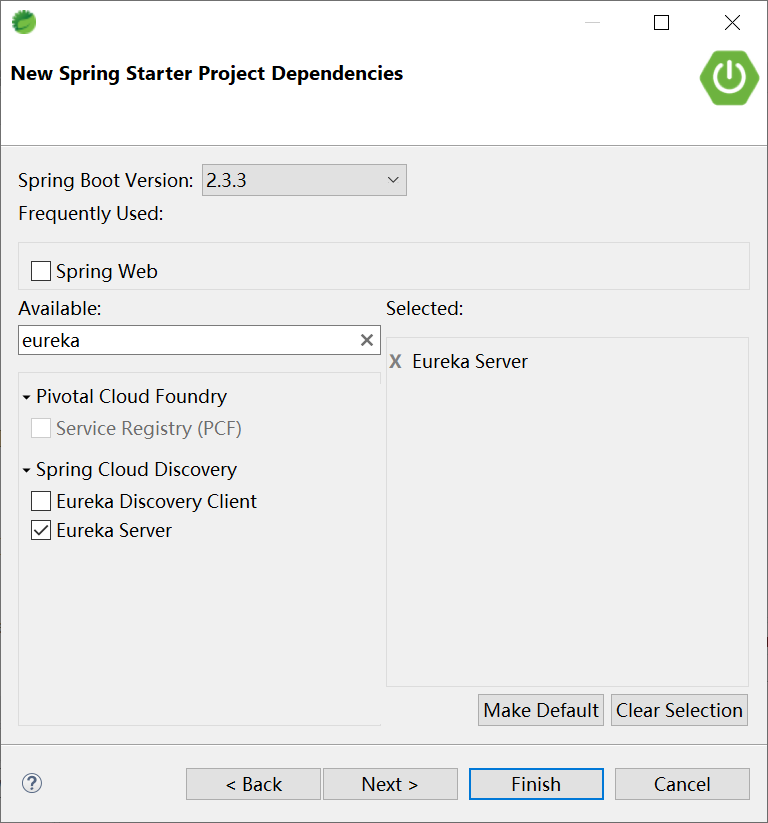 New Spring Starter Project Dependencies
Spring Boot Version: 2.3.3
Frequently Used:
Spring Web
Available:
Selected:
eureka
X Eureka Server
Pivotal Cloud Foundry
Service Registry (PCF)
Spring Cloud Discovery
Eureka Discovery Client
Eureka Server
Make Default
Clear Selection
?
< Back
Next >
Finish
Cancel